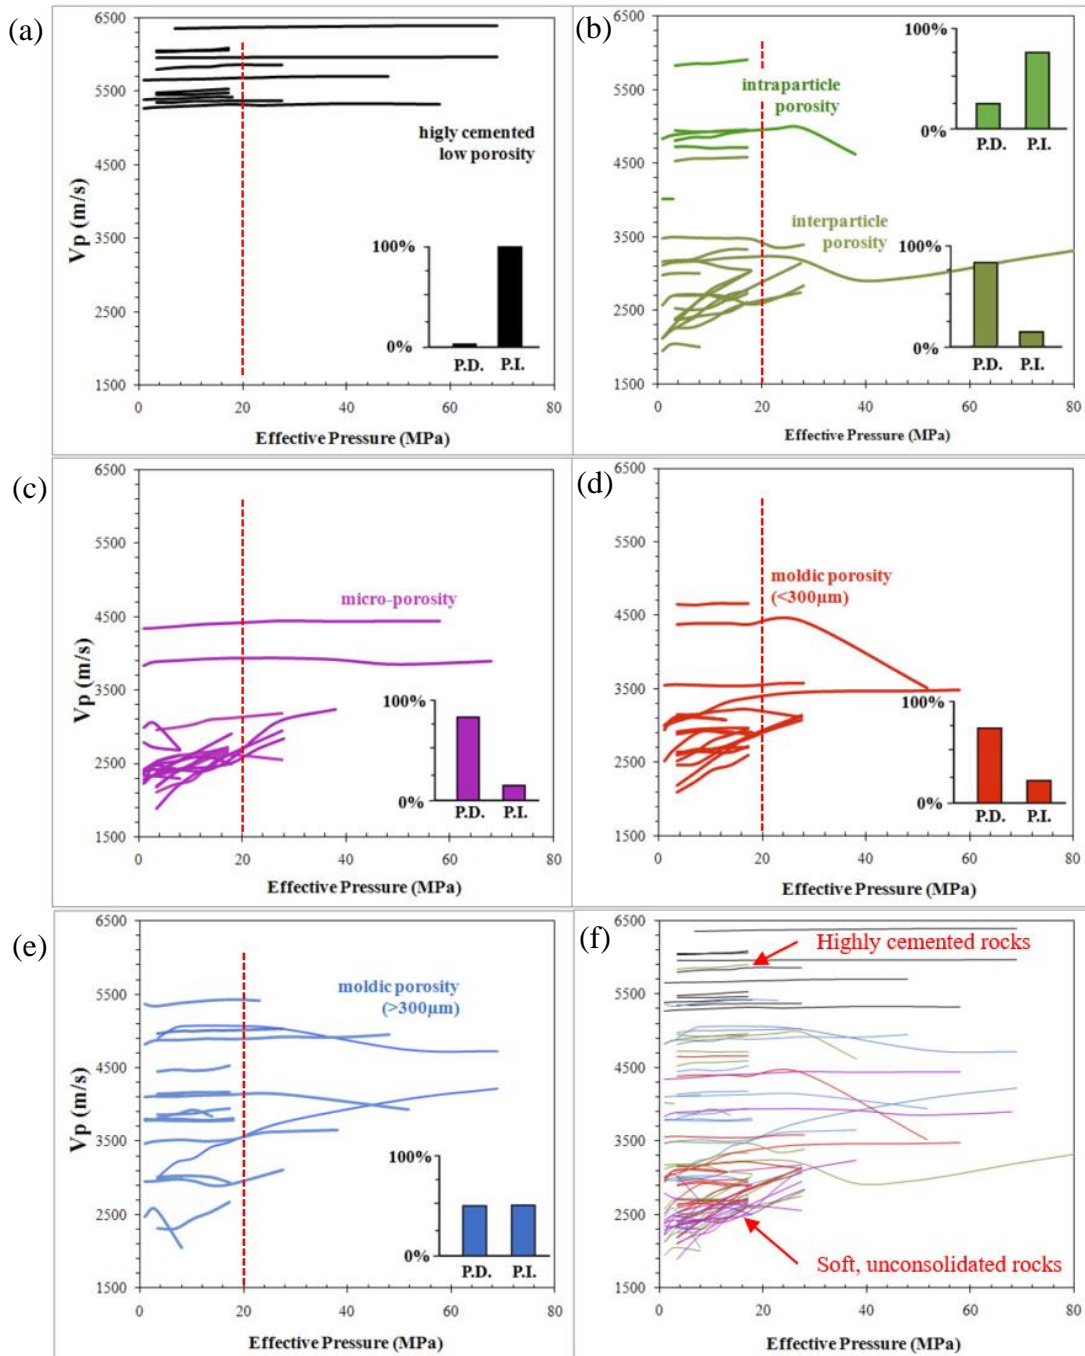 (a)
6500
5500
4500
3500
2500
1500
Vp (m/s)
higly cemented
low porosity
100%
0%
P.D. P.I.
0 20 40 60 80
Effective Pressure (MPa)
(b)
6500
5500
4500
3500
2500
1500
intraparticle
porosity
100%
0%
P.D. P.I.
interparticle
porosity
100%
0%
P.D. P.I.
0 20 40 60 80
Effective Pressure (MPa)
(c)
6500
5500
4500
3500
2500
1500
Vp (m/s)
micro-porosity
100%
0%
P.D. P.I.
0 20 40 60 80
Effective Pressure (MPa)
(d)
6500
5500
4500
3500
2500
1500
moldic porosity
(<300µm)
100%
0%
P.D. P.I.
0 20 40 60 80
Effective Pressure (MPa)
(e)
6500
5500
4500
3500
2500
1500
Vp (m/s)
moldic porosity
(>300µm)
100%
0%
P.D. P.I.
0 20 40 60 80
Effective Pressure (MPa)
(f)
6500
5500
4500
3500
2500
1500
Highly cemented rocks
Soft, unconsolidated rocks
0 20 40 60 80
Effective Pressure (MPa)